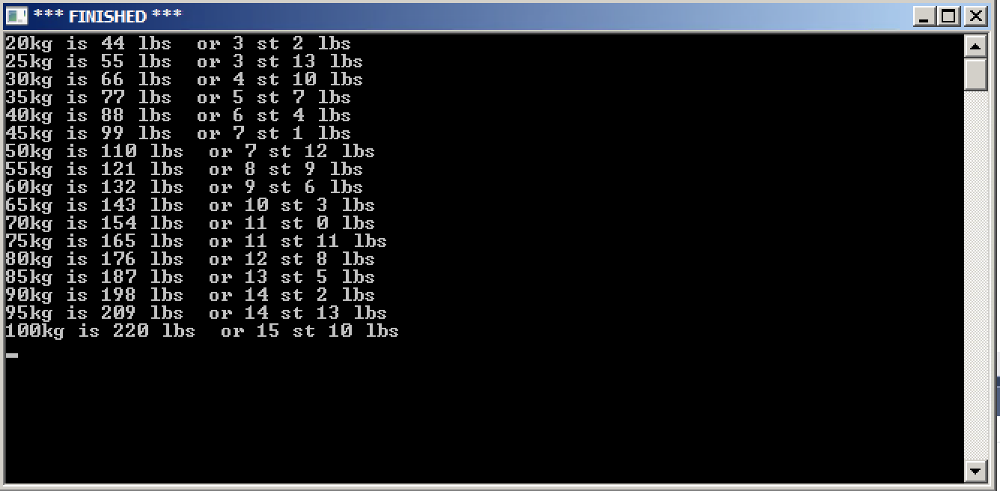 *** FINISHED ***
20kg is 44 lbs  or 3 st 2 lbs
25kg is 55 lbs  or 3 st 13 lbs
30kg is 66 lbs  or 4 st 10 lbs
35kg is 77 lbs  or 5 st 7 lbs
40kg is 88 lbs  or 6 st 4 lbs
45kg is 99 lbs  or 7 st 1 lbs
50kg is 110 lbs  or 7 st 12 lbs
55kg is 121 lbs  or 8 st 9 lbs
60kg is 132 lbs  or 9 st 6 lbs
65kg is 143 lbs  or 10 st 3 lbs
70kg is 154 lbs  or 11 st 0 lbs
75kg is 165 lbs  or 11 st 11 lbs
80kg is 176 lbs  or 12 st 8 lbs
85kg is 187 lbs  or 13 st 5 lbs
90kg is 198 lbs  or 14 st 2 lbs
95kg is 209 lbs  or 14 st 13 lbs
100kg is 220 lbs  or 15 st 10 lbs